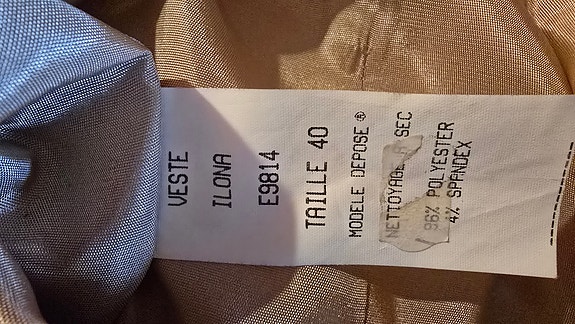 VESTE
ILONA
E9814
TAILLE 40
MODELE DEPOSE ®
NETTOYAGE SEC
96% POLYESTER
4% SPANDEX